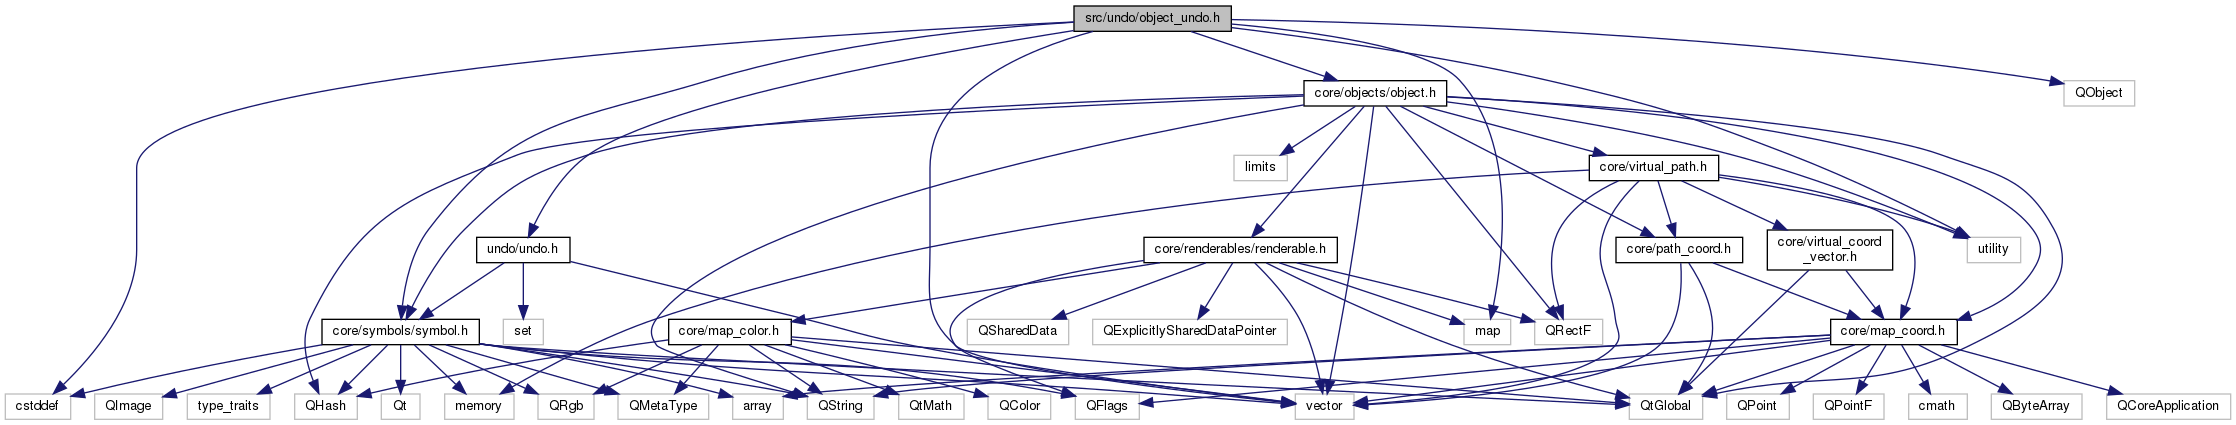 src/undo/object_undo.h
core/objects/object.h
QObject
limits
core/virtual_path.h
undo/undo.h
core/renderables/renderable.h
core/path_coord.h
core/virtual_coord
_vector.h
utility
core/symbols/symbol.h
set
core/map_color.h
QSharedData
QExplicitlySharedDataPointer
map
QRectF
core/map_coord.h
cstddef
QImage
type_traits
QHash
Qt
memory
QRgb
QMetaType
array
QString
QtMath
QColor
QFlags
vector
QtGlobal
QPoint
QPointF
cmath
QByteArray
QCoreApplication